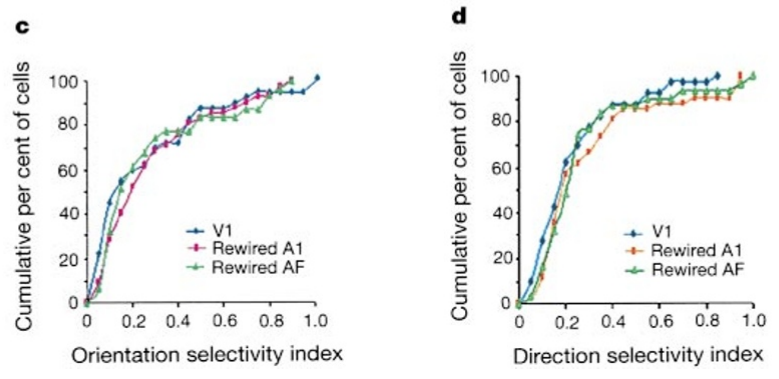 c
Cumulative per cent of cells
100
80
60
40
20
0
0
0.2
0.4
0.6
0.8
1.0
V1
Rewired A1
Rewired AF
Orientation selectivity index
d
Cumulative per cent of cells
100
80
60
40
20
0
0
0.2
0.4
0.6
0.8
1.0
V1
Rewired A1
Rewired AF
Direction selectivity index